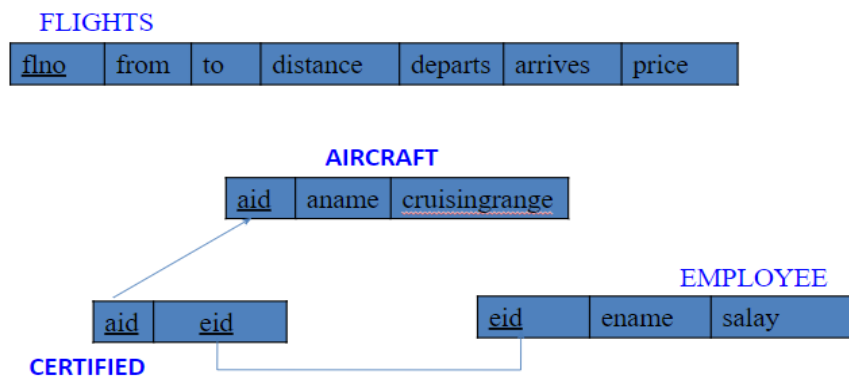 FLIGHTS
flno from to distance departs arrives price
AIRCRAFT
aid aname cruisingrange
EMPLOYEE
aid eid
eid ename salay
CERTIFIED